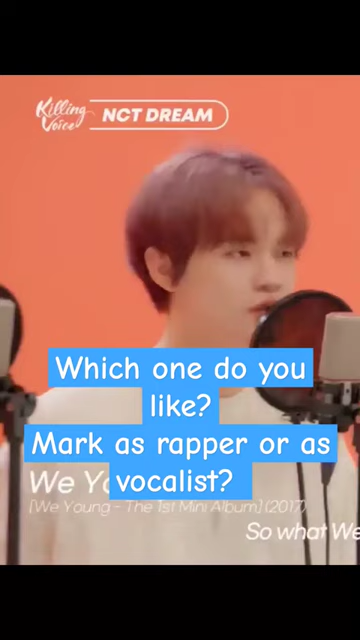 Killing Voice
NCT DREAM
Which one do you
like?
Mark as rapper or as
vocalist?
We
[We Young - The 1st Mini Album] (2017)
So what We